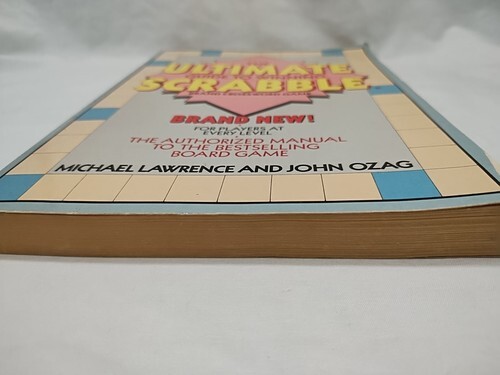 THE
ULTIMATE
SCRABBLE
BRAND NEW!
FOR PLAYERS AT
EVERY LEVEL
THE AUTHORIZED MANUAL
TO THE BESTSELLING
BOARD GAME
MICHAEL LAWRENCE AND JOHN OZAG